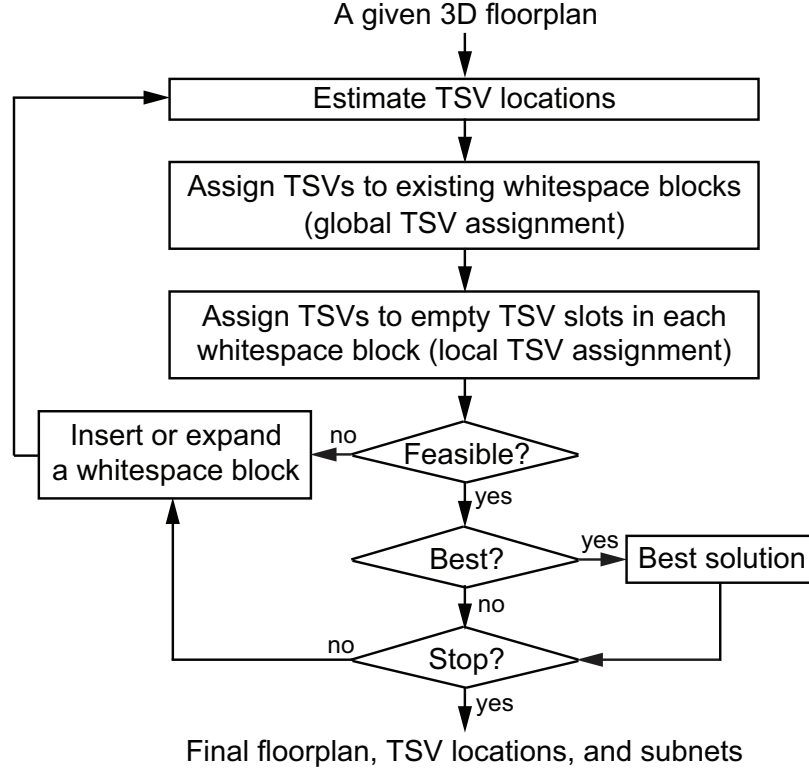 A given 3D floorplan
Estimate TSV locations
Assign TSVs to existing whitespace blocks
(global TSV assignment)
Assign TSVs to empty TSV slots in each
whitespace block (local TSV assignment)
Insert or expand
a whitespace block
no
Feasible?
yes
Best?
yes
Best solution
no
no
Stop?
yes
Final floorplan, TSV locations, and subnets